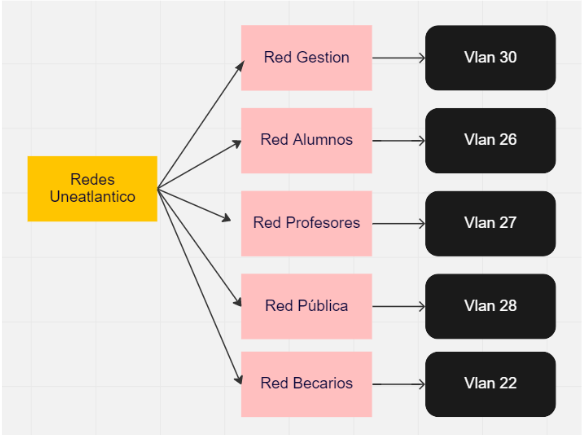 Redes
Uneatlantico
Red Gestion
Vlan 30
Red Alumnos
Vlan 26
Red Profesores
Vlan 27
Red Pública
Vlan 28
Red Becarios
Vlan 22